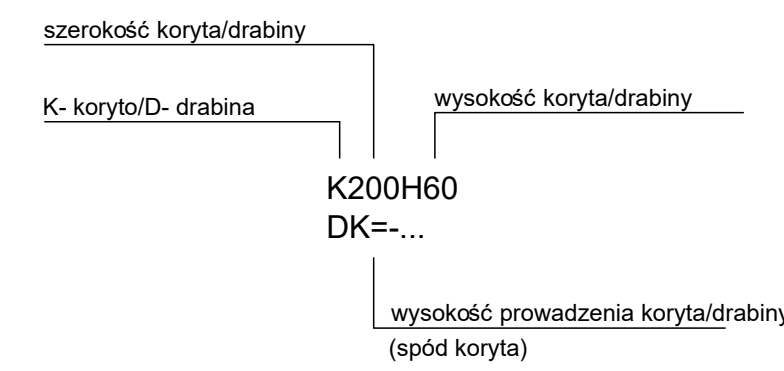 szerokość koryta/drabiny
K- koryto/D- drabina
wysokość koryta/drabiny
K200H60
DK=-...
wysokość prowadzenia koryta/drabiny
(spód koryta)